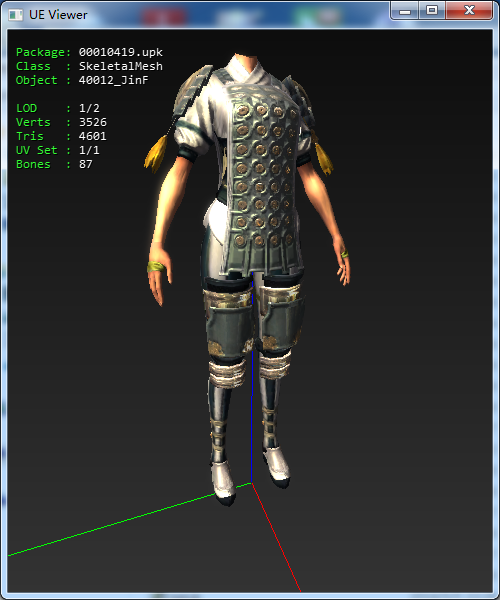 UE Viewer
Package: 00010419.upk
Class  : SkeletalMesh
Object : 40012_JinF
LOD    : 1/2
Verts  : 3526
Tris   : 4601
UV Set : 1/1
Bones  : 87